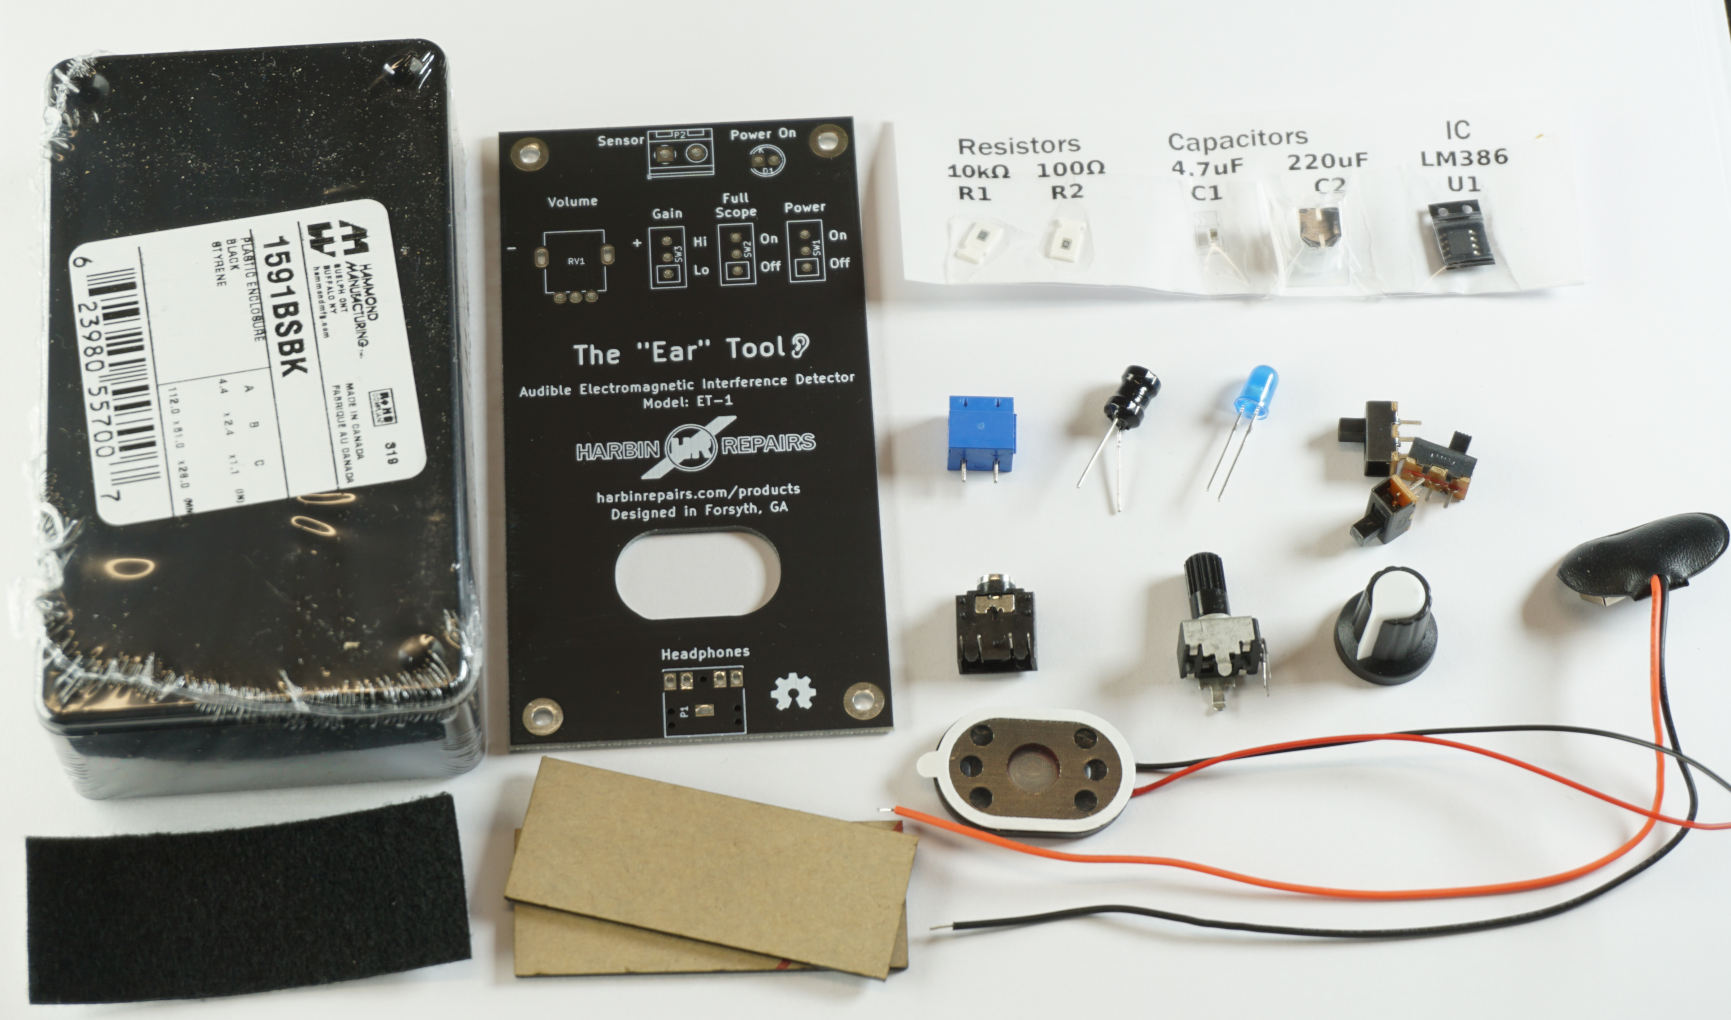 HAMMOND
MANUFACTURING
GUELPH ONT
BUFFALO NY
hammondmfg.com
1591BSBK
PLASTIC ENCLOSURE
BLACK
STYRENE
MADE IN CANADA
FABRIQUE AU CANADA
RoHS
319
A B C
4.4 x2.4 x1.1 (IN)
112.0 x61.0 x28.0 (MM)
6 23980 55700 7
Sensor
P2
Power On
K
D1
Volume
Gain
Full
Scope
Power
-
RV1
+
SW3
Hi
Lo
SW2
On
Off
SW1
On
Off
The "Ear" Tool
Audible Electromagnetic Interference Detector
Model: ET-1
HARBIN HR REPAIRS
harbinrepairs.com/products
Designed in Forsyth, GA
Headphones
P1
Resistors
10kΩ 100Ω
R1 R2
Capacitors
4.7uF 220uF
C1 C2
IC
LM386
U1